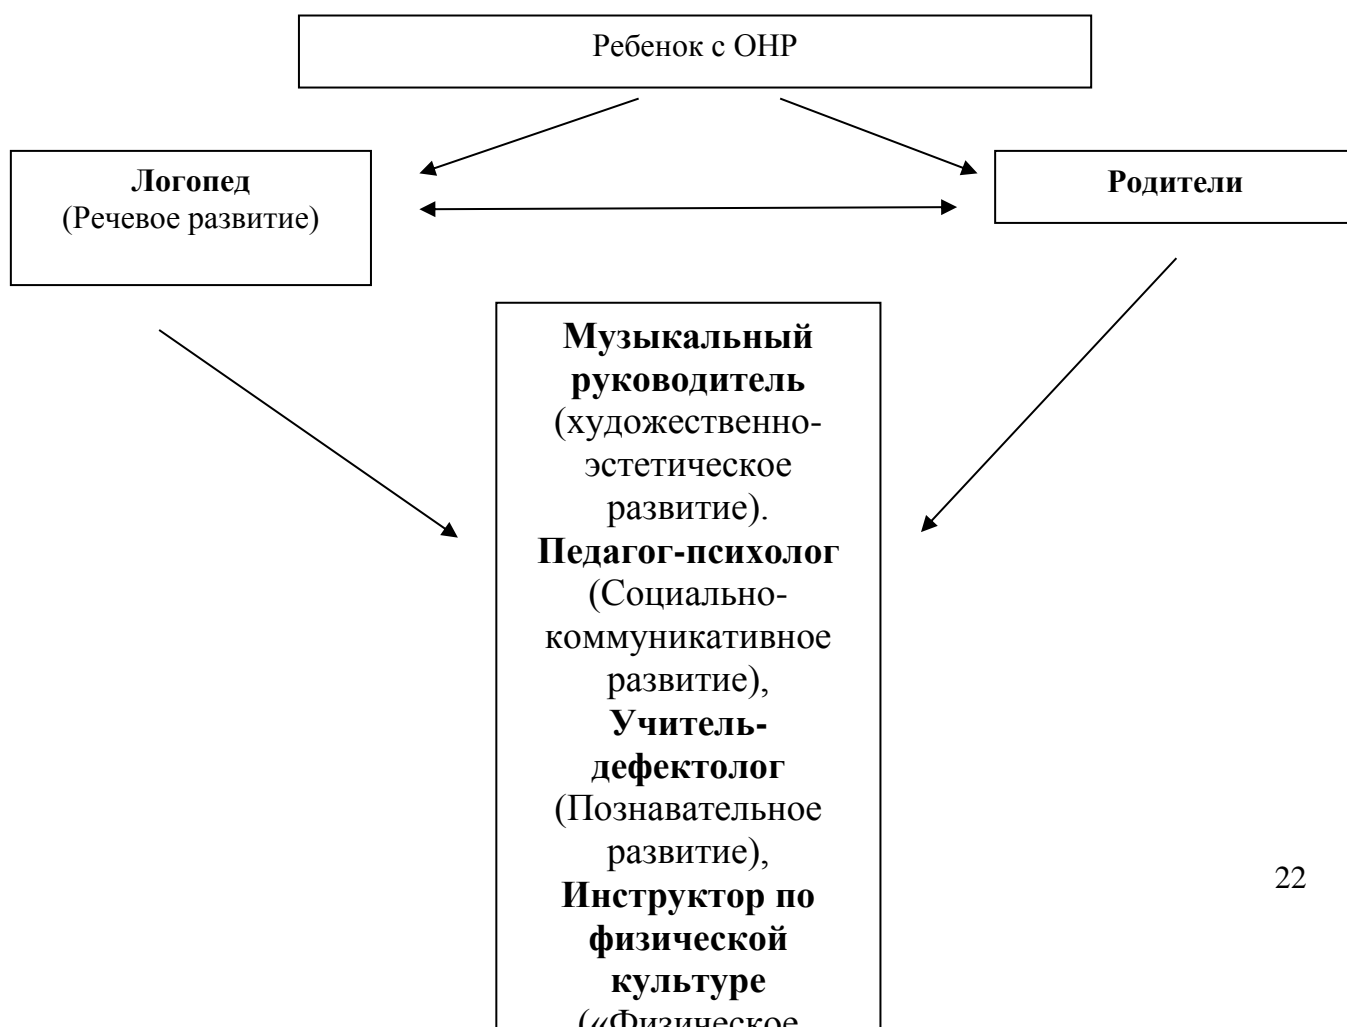 Ребенок с ОНР
Логопед
(Речевое развитие)
Родители
Музыкальный
руководитель
(художественно-
эстетическое
развитие).
Педагог-психолог
(Социально-
коммуникативное
развитие),
Учитель-
дефектолог
(Познавательное
развитие),
Инструктор по
физической
культуре
(«Физическое
22